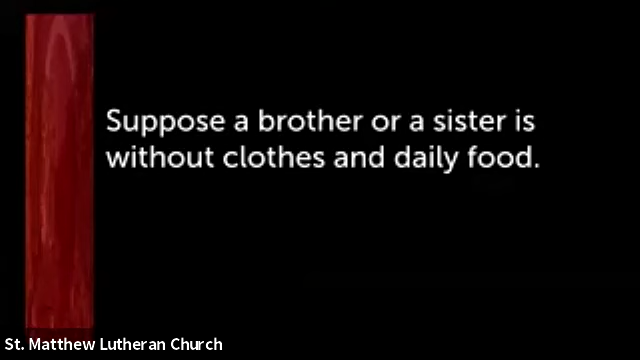 Suppose a brother or a sister is
without clothes and daily food.
St. Matthew Lutheran Church